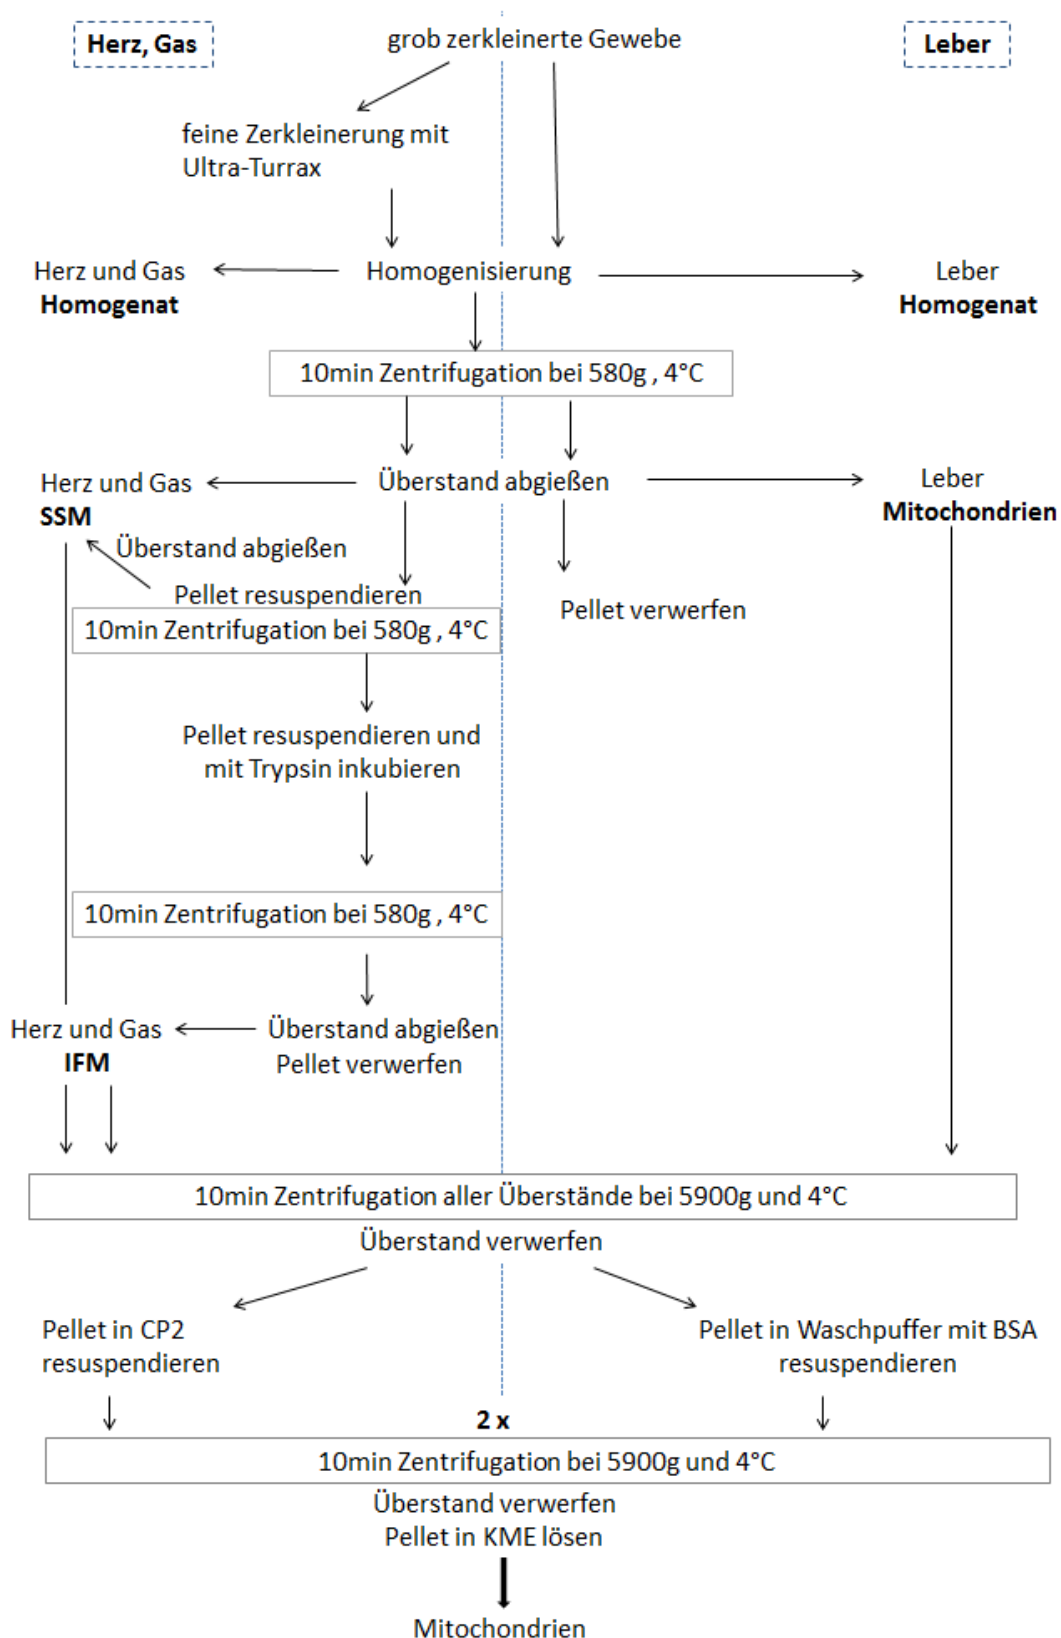 Herz, Gas
grob zerkleinerte Gewebe
Leber
feine Zerkleinerung mit
Ultra-Turrax
Herz und Gas
Homogenat
Homogenisierung
Leber
Homogenat
10min Zentrifugation bei 580g , 4°C
Herz und Gas
SSM
Überstand abgießen
Leber
Mitochondrien
Überstand abgießen
Pellet resuspendieren
Pellet verwerfen
10min Zentrifugation bei 580g , 4°C
Pellet resuspendieren und
mit Trypsin inkubieren
10min Zentrifugation bei 580g , 4°C
Herz und Gas
IFM
Überstand abgießen
Pellet verwerfen
10min Zentrifugation aller Überstände bei 5900g und 4°C
Überstand verwerfen
Pellet in CP2
resuspendieren
Pellet in Waschpuffer mit BSA
resuspendieren
2 x
10min Zentrifugation bei 5900g und 4°C
Überstand verwerfen
Pellet in KME lösen
Mitochondrien